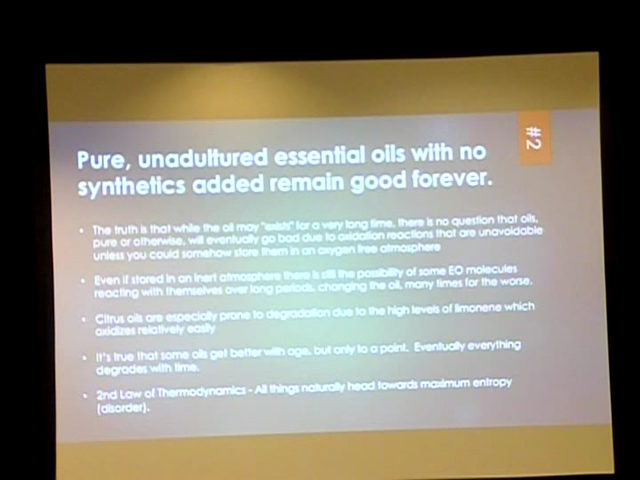 #2
Pure, unadultured essential oils with no
synthetics added remain good forever.
• The truth is that while the oil may "exists" for a very long time, there is no question that oils,
pure or otherwise, will eventually go bad due to oxidation reactions that are unavoidable
unless you could somehow store them in an oxygen free atmosphere
• Even if stored in an inert atmosphere there is still the possibility of some EO molecules
reacting with themselves over long periods, changing the oil, many times for the worse.
• Citrus oils are especially prone to degradation due to the high levels of limonene which
oxidizes relatively easily
• It's true that some oils get better with age, but only to a point. Eventually everything
degrades with time.
• 2nd Law of Thermodynamics - All things naturally head towards maximum entropy
(disorder).